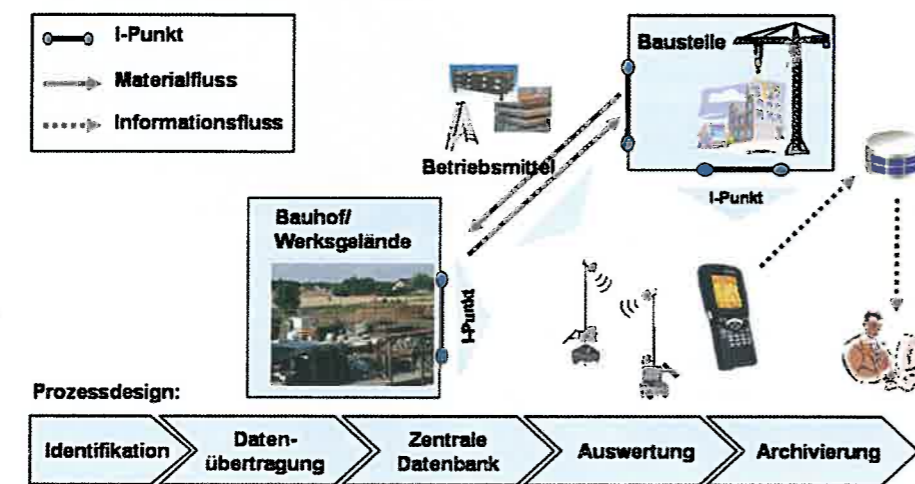 I-Punkt
Materialfluss
Informationsfluss
Betriebsmittel
Baustelle
I-Punkt
Bauhof/
Werksgelände
I-Punkt
Prozessdesign:
Identifikation
Daten-
übertragung
Zentrale
Datenbank
Auswertung
Archivierung